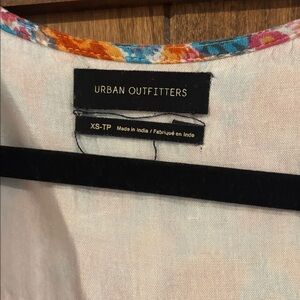 URBAN OUTFITTERS
XS-TP Made in India / Fabriqué en Inde